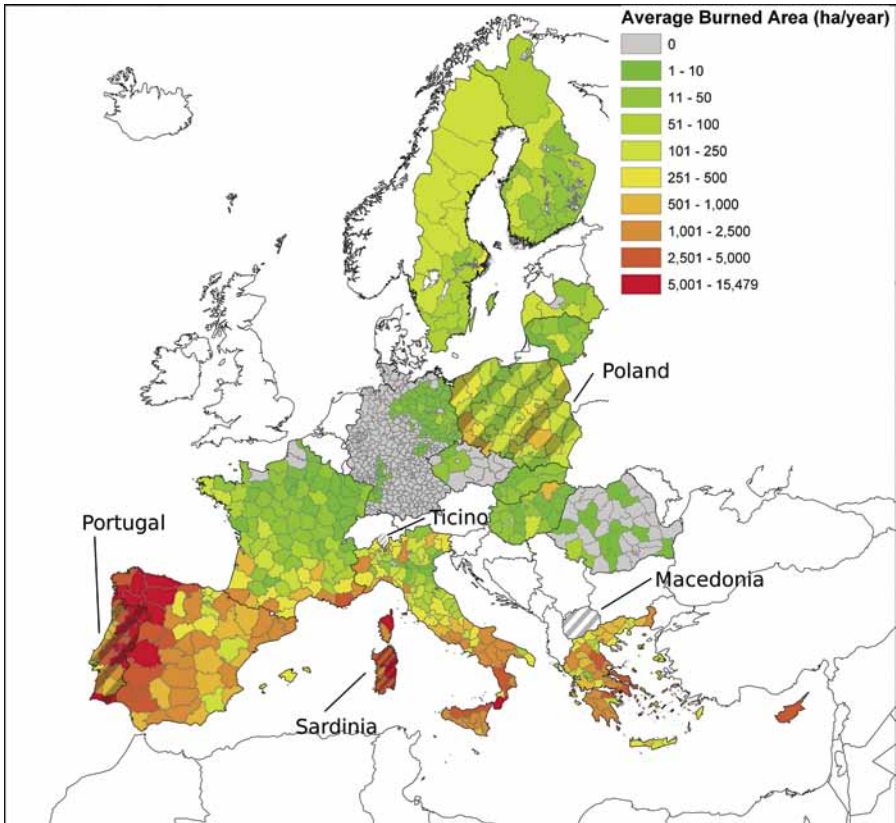 Average Burned Area (ha/year)
0
1 - 10
11 - 50
51 - 100
101 - 250
251 - 500
501 - 1,000
1,001 - 2,500
2,501 - 5,000
5,001 - 15,479
Poland
Portugal
Ticino
Macedonia
Sardinia